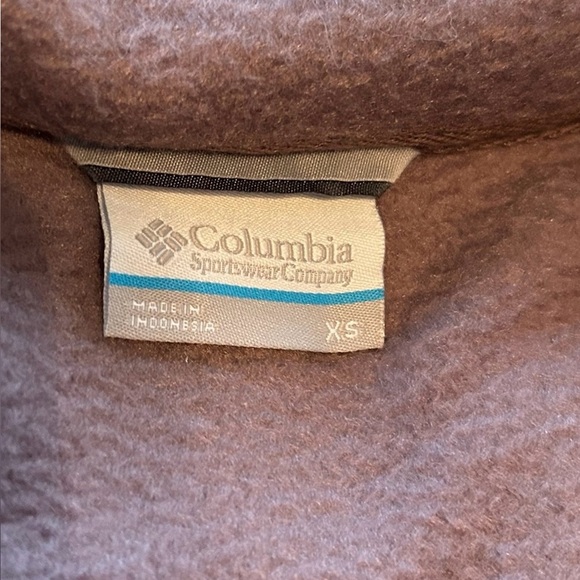 Columbia
Sportswear Company
MADE IN
INDONESIA
XS